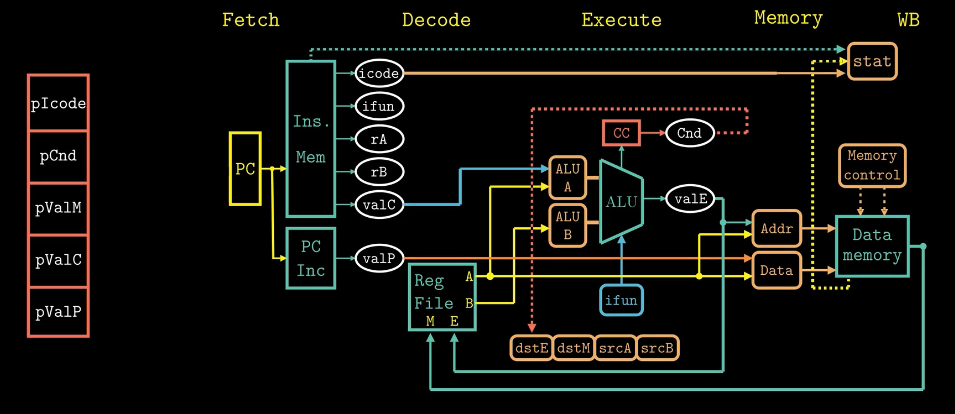 Fetch Decode Execute Memory WB
pIcode
pCnd
pValM
pValC
pValP
PC
Ins.
Mem
PC
Inc
icode
ifun
rA
rB
valC
valP
Reg
File
A
B
M E
ALU
A
ALU
B
CC
Cnd
ALU
valE
ifun
dstE dstM srcA srcB
stat
Memory
control
Addr
Data
Data
memory